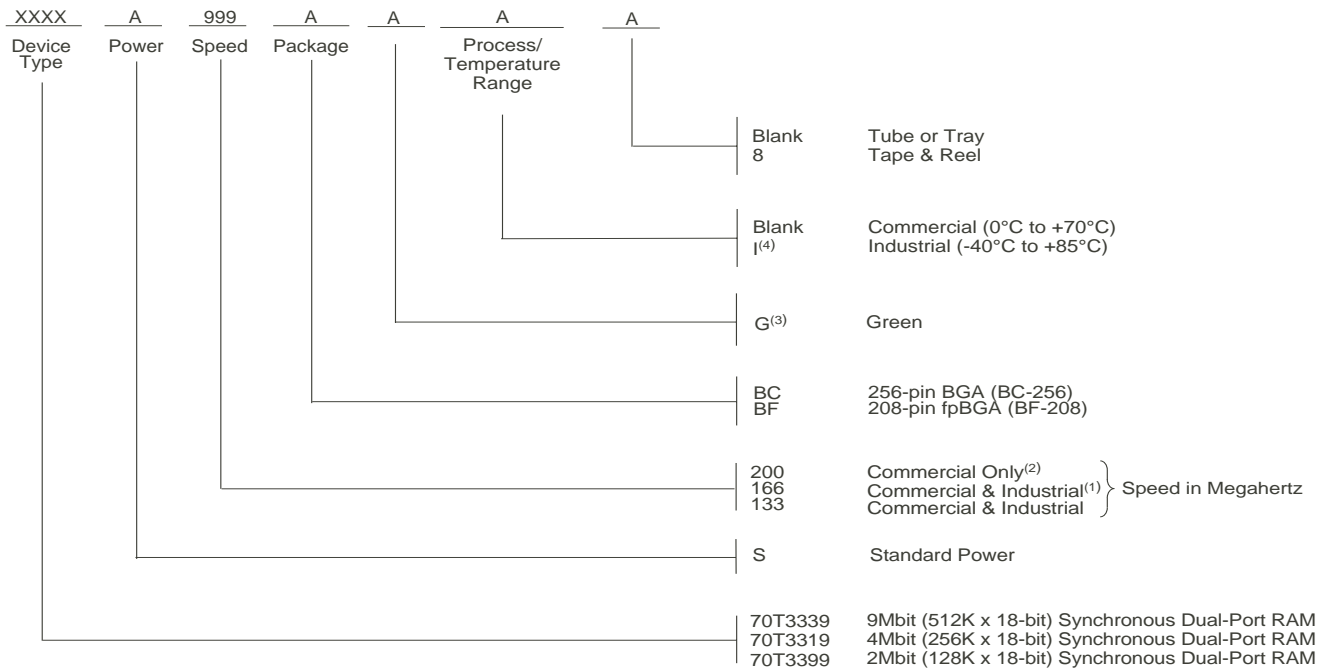 XXXX A 999 A A A A
Device Type Power Speed Package Process/ Temperature Range
Blank Tube or Tray
8 Tape & Reel
Blank Commercial (0°C to +70°C)
I(4) Industrial (-40°C to +85°C)
G(3) Green
BC 256-pin BGA (BC-256)
BF 208-pin fpBGA (BF-208)
200 Commercial Only(2)
166 Commercial & Industrial(1) Speed in Megahertz
133 Commercial & Industrial
S Standard Power
70T3339 9Mbit (512K x 18-bit) Synchronous Dual-Port RAM
70T3319 4Mbit (256K x 18-bit) Synchronous Dual-Port RAM
70T3399 2Mbit (128K x 18-bit) Synchronous Dual-Port RAM